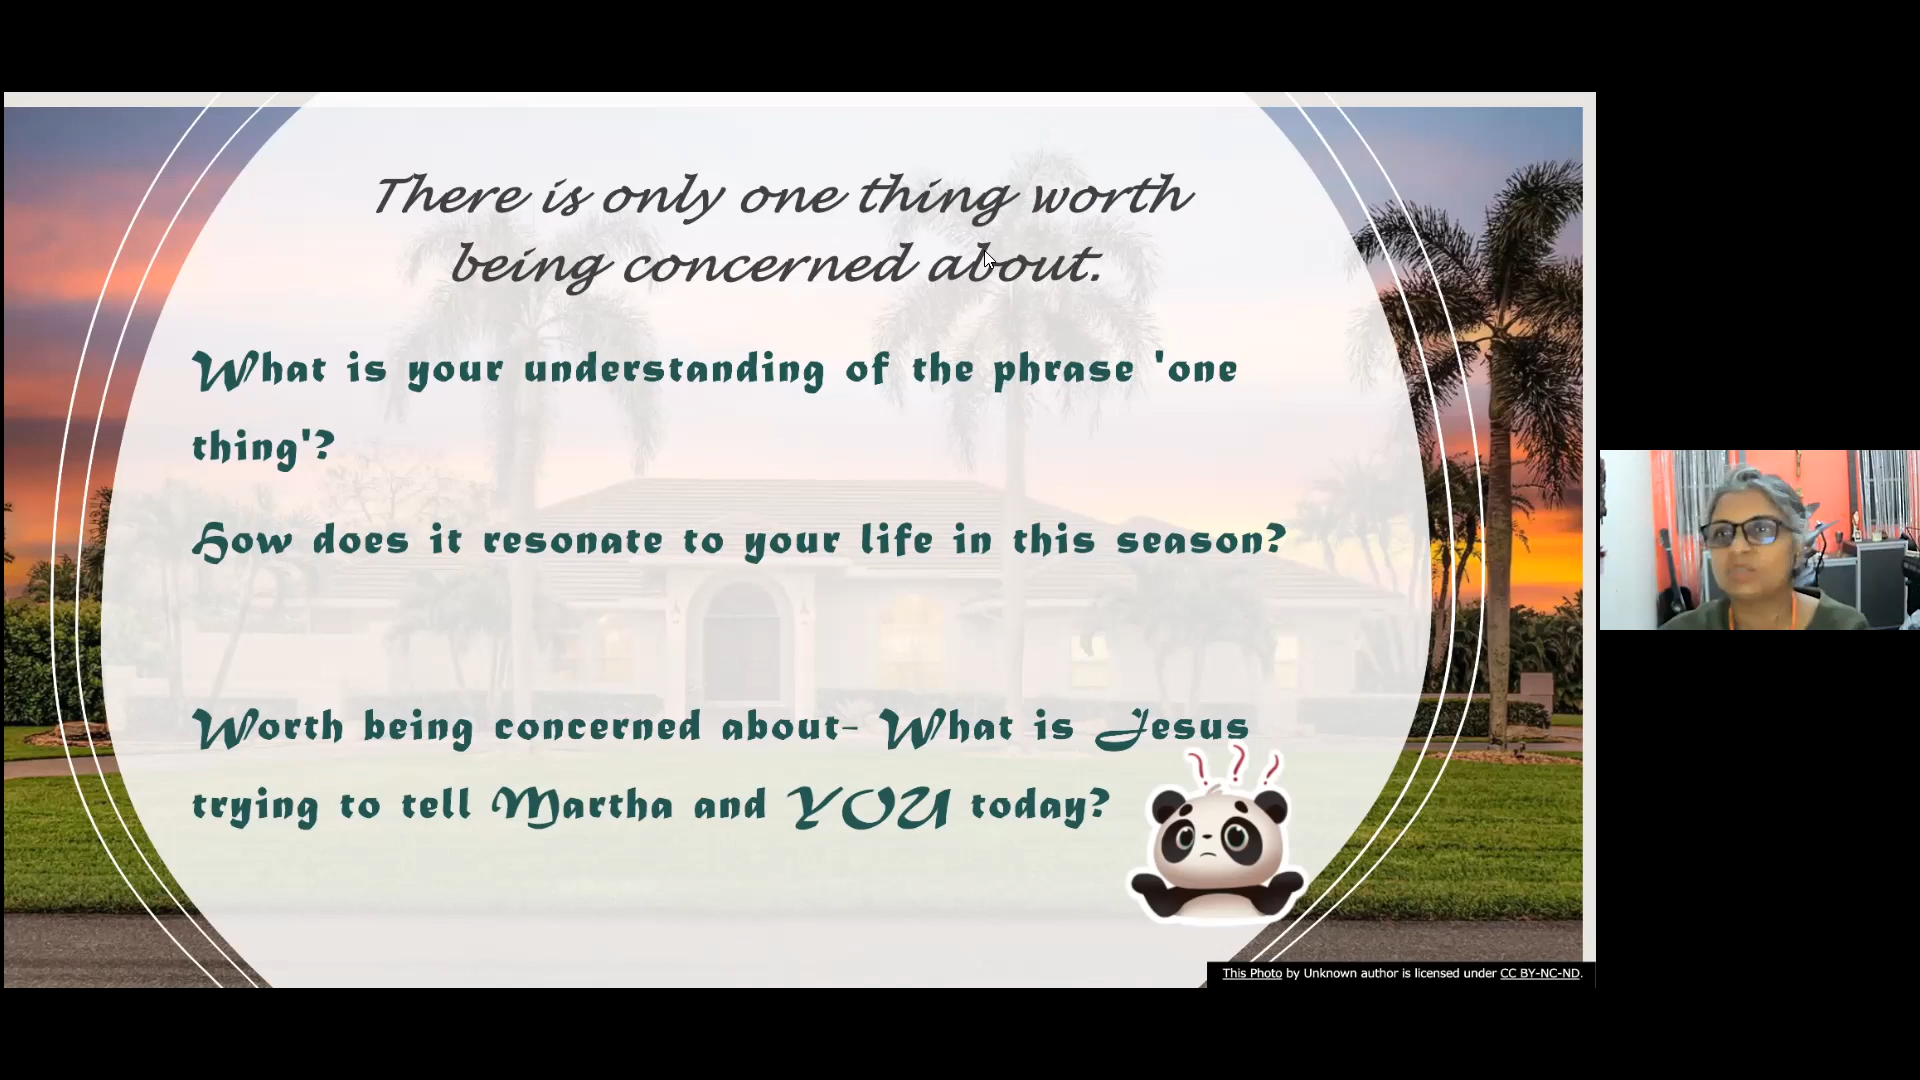 There is only one thing worth
being concerned about.
What is your understanding of the phrase 'one
thing'?
How does it resonate to your life in this season?
Worth being concerned about- What is Jesus
trying to tell Martha and YOU today?
? ? ?
This Photo by Unknown author is licensed under CC BY-NC-ND.